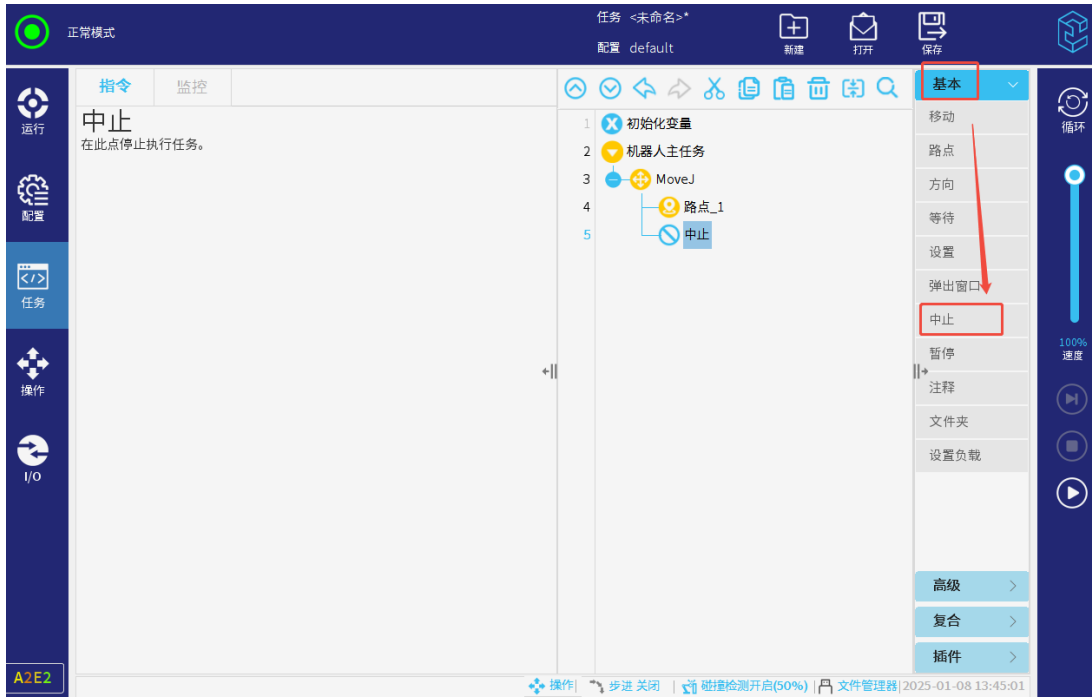 正常模式
任务 <未命名>*
配置 default
新建
打开
保存
运行
配置
任务
操作
I/O
A2E2
指令
监控
中止
在此点停止执行任务。
1 初始化变量
2 机器人主任务
3 MoveJ
4 路点_1
5 中止
基本
移动
路点
方向
等待
设置
弹出窗口
中止
暂停
注释
文件夹
设置负载
高级
复合
插件
循环
100%
速度
操作| 步进 关闭 | 碰撞检测开启(50%) | 文件管理器|2025-01-08 13:45:01